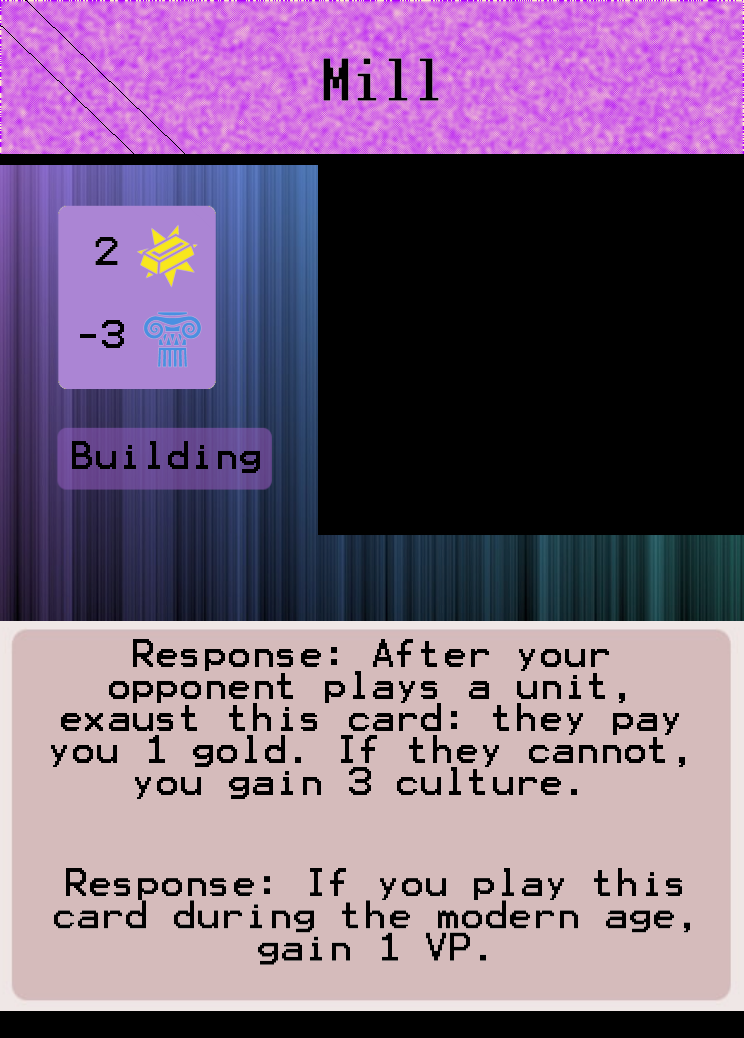 Mill
2
-3
Building
Response: After your
opponent plays a unit,
exaust this card: they pay
you 1 gold. If they cannot,
you gain 3 culture.
Response: If you play this
card during the modern age,
gain 1 VP.